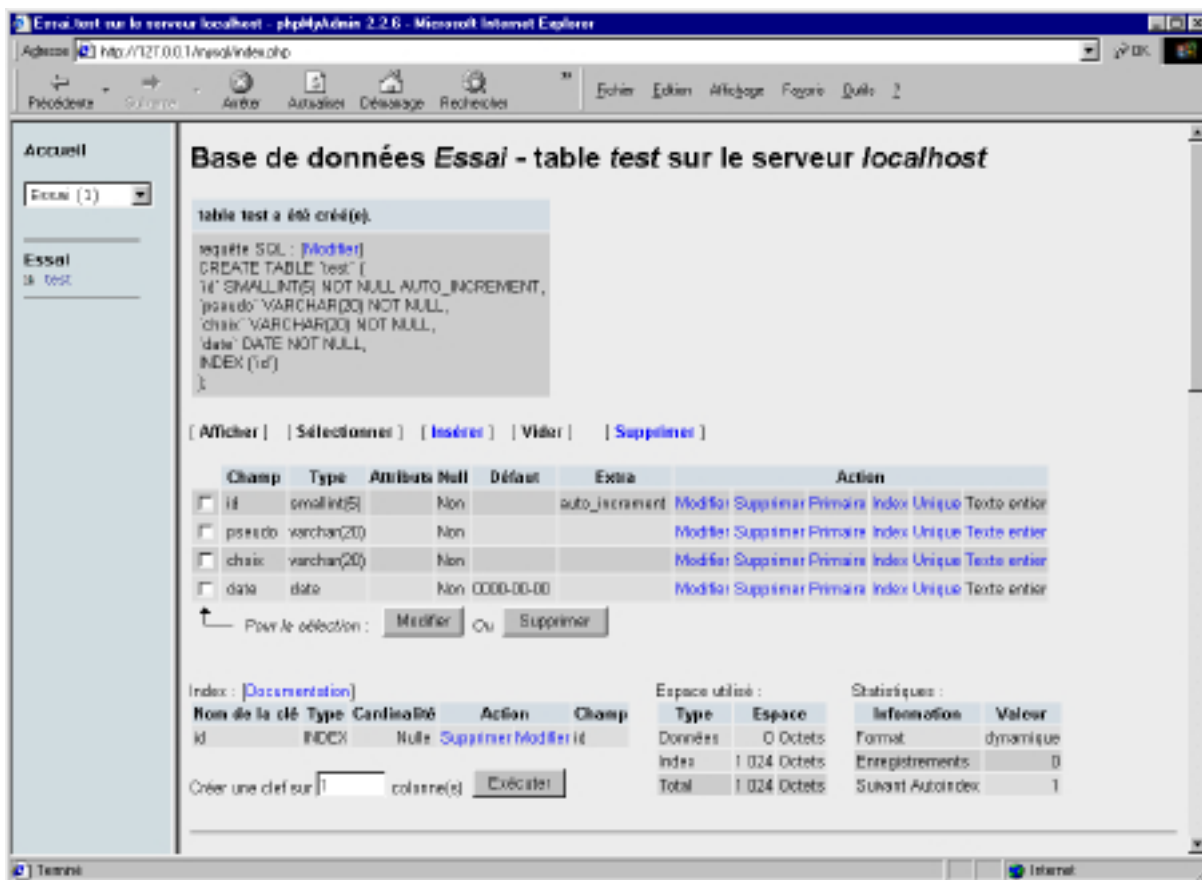 Essai.test sur le serveur localhost - phpMyAdmin 2.2.6 - Microsoft Internet Explorer
Adresse http://127.0.0.1/mysql/index.php OK
Précédente Suivante Arrêter Actualiser Démarrage Rechercher » Fichier Edition Affichage Favoris Outils ?
Accueil
Essai (1)
Essai
test
Base de données Essai - table test sur le serveur localhost
table test a été créé(e).
requête SQL : [Modifier]
CREATE TABLE `test` (
`id` SMALLINT(5) NOT NULL AUTO_INCREMENT,
`pseudo` VARCHAR(20) NOT NULL,
`choix` VARCHAR(20) NOT NULL,
`date` DATE NOT NULL,
INDEX (`id`)
);
[ Afficher ] [ Sélectionner ] [ Insérer ] [ Vider ] [ Supprimer ]
Champ Type Attributs Null Défaut Extra Action
id smallint(5) Non auto_increment Modifier Supprimer Primaire Index Unique Texte entier
pseudo varchar(20) Non Modifier Supprimer Primaire Index Unique Texte entier
choix varchar(20) Non Modifier Supprimer Primaire Index Unique Texte entier
date date Non 0000-00-00 Modifier Supprimer Primaire Index Unique Texte entier
Pour la sélection : Modifier Ou Supprimer
Index : [Documentation]
Nom de la clé Type Cardinalité Action Champ
id INDEX Nulle Supprimer Modifier id
Créer une clef sur 1 colonne(s) Exécuter
Espace utilisé :
Type Espace
Données 0 Octets
Index 1 024 Octets
Total 1 024 Octets
Statistiques :
Information Valeur
Format dynamique
Enregistrements 0
Suivant Autoindex 1
Terminé Internet